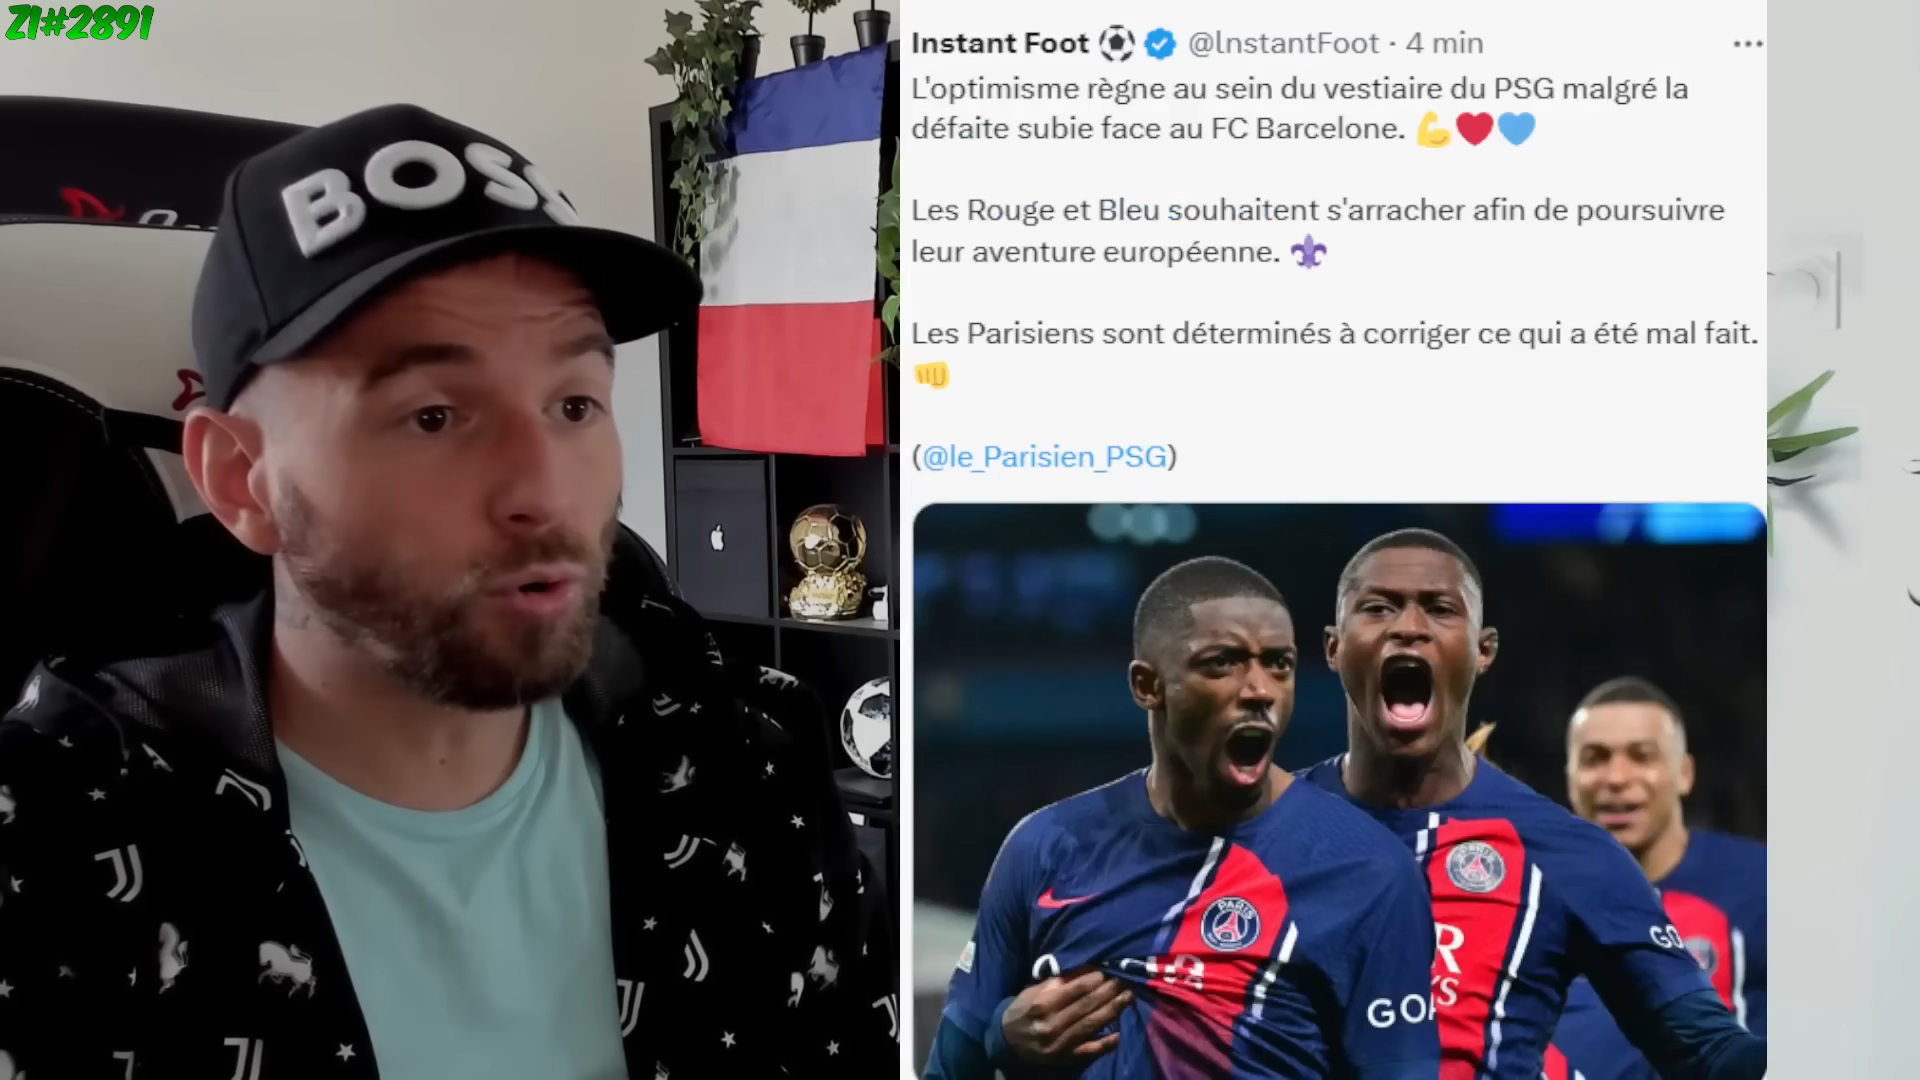 Z1#2891
BOSS
Instant Foot ⚽ @lnstantFoot · 4 min
L'optimisme règne au sein du vestiaire du PSG malgré la
défaite subie face au FC Barcelone. 💪❤️💙
Les Rouge et Bleu souhaitent s'arracher afin de poursuivre
leur aventure européenne. ⚜️
Les Parisiens sont déterminés à corriger ce qui a été mal fait.
👊
(@le_Parisien_PSG)
PARIS
GOA
GO